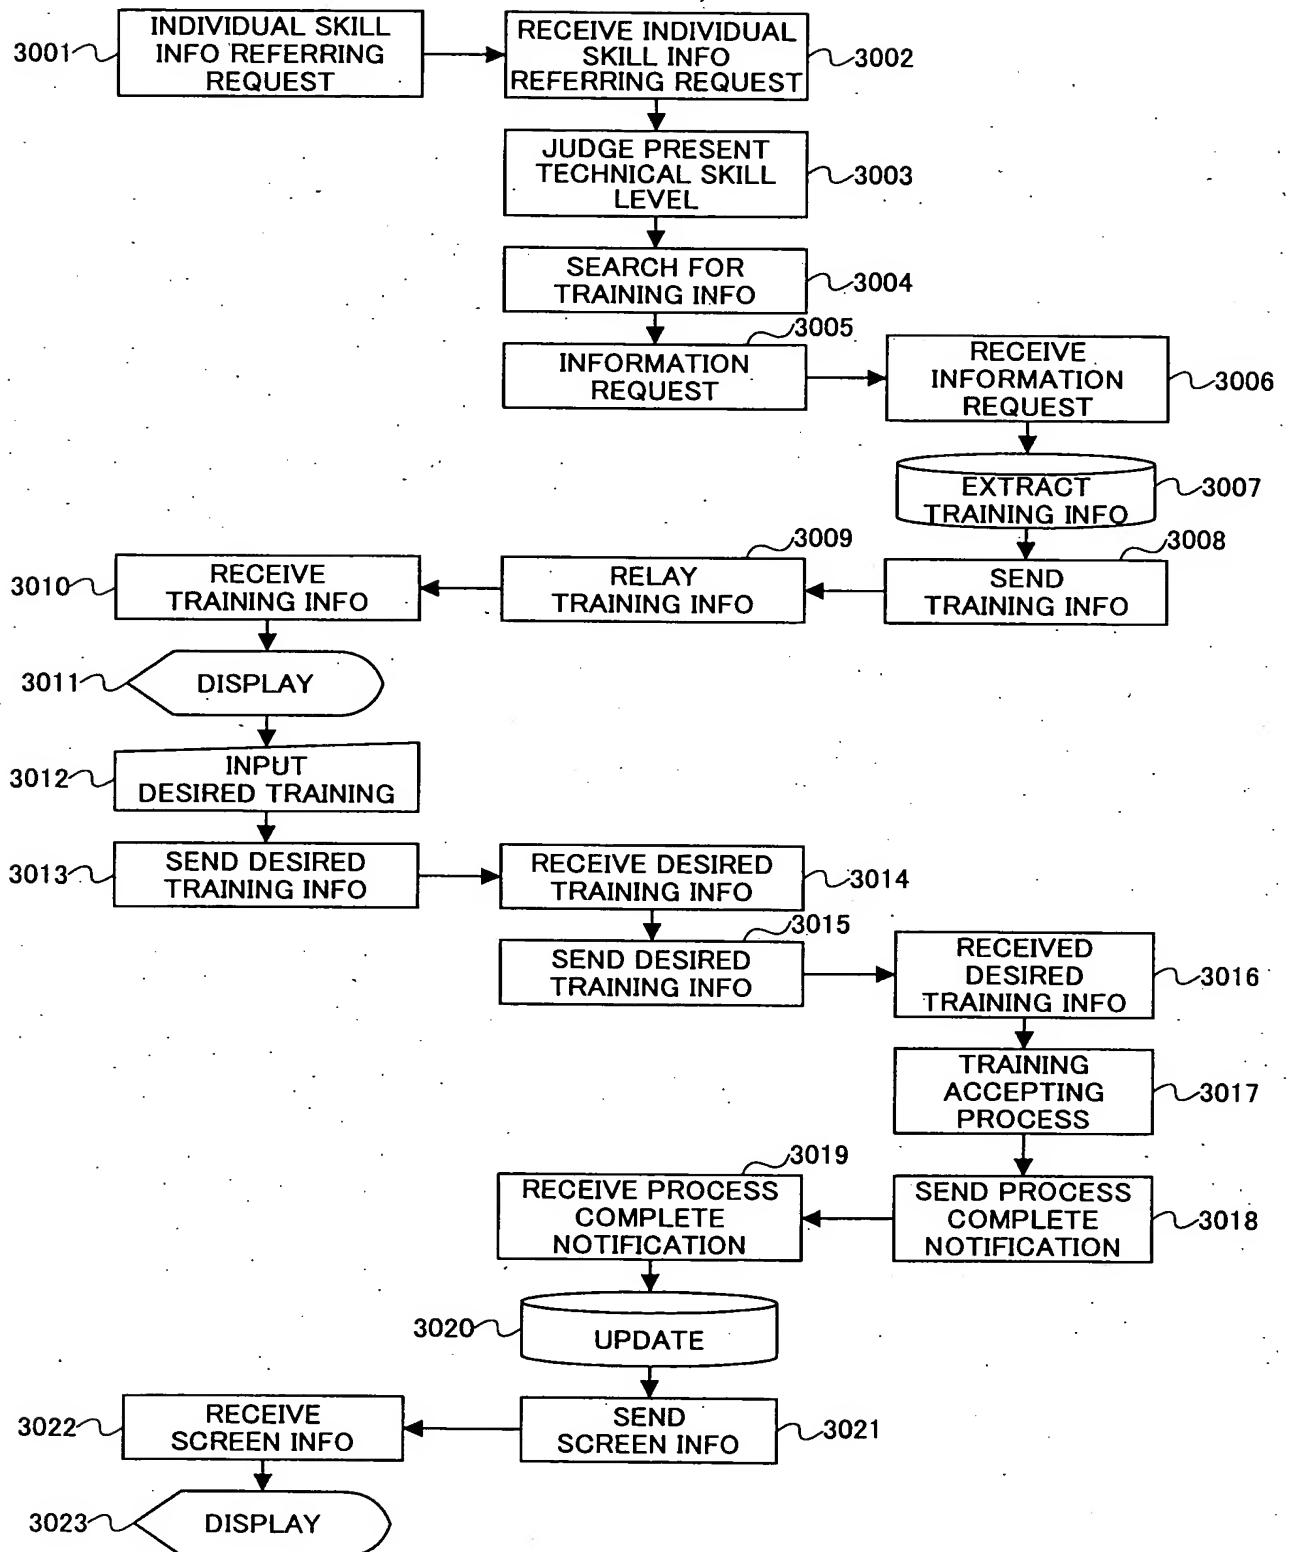 INDIVIDUAL SKILL
INFO REFERRING
REQUEST
3001
RECEIVE INDIVIDUAL
SKILL INFO
REFERRING REQUEST
3002
JUDGE PRESENT
TECHNICAL SKILL
LEVEL
3003
SEARCH FOR
TRAINING INFO
3004
3005
INFORMATION
REQUEST
RECEIVE
INFORMATION
REQUEST
3006
EXTRACT
TRAINING INFO
3007
3008
SEND
TRAINING INFO
3009
RELAY
TRAINING INFO
3010
RECEIVE
TRAINING INFO
3011
DISPLAY
3012
INPUT
DESIRED TRAINING
3013
SEND DESIRED
TRAINING INFO
RECEIVE DESIRED
TRAINING INFO
3014
3015
SEND DESIRED
TRAINING INFO
RECEIVED
DESIRED
TRAINING INFO
3016
TRAINING
ACCEPTING
PROCESS
3017
SEND PROCESS
COMPLETE
NOTIFICATION
3018
3019
RECEIVE PROCESS
COMPLETE
NOTIFICATION
3020
UPDATE
SEND
SCREEN INFO
3021
3022
RECEIVE
SCREEN INFO
3023
DISPLAY